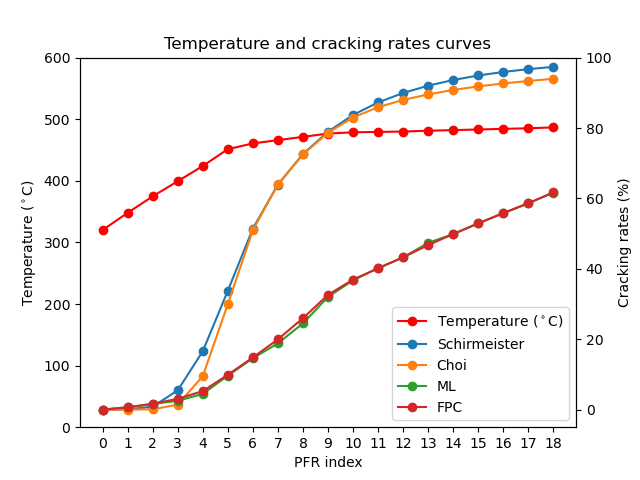 Temperature and cracking rates curves
600
500
400
300
200
100
0
Temperature (°C)
100
80
60
40
20
0
Cracking rates (%)
Temperature (°C)
Schirmeister
Choi
ML
FPC
0 1 2 3 4 5 6 7 8 9 10 11 12 13 14 15 16 17 18
PFR index